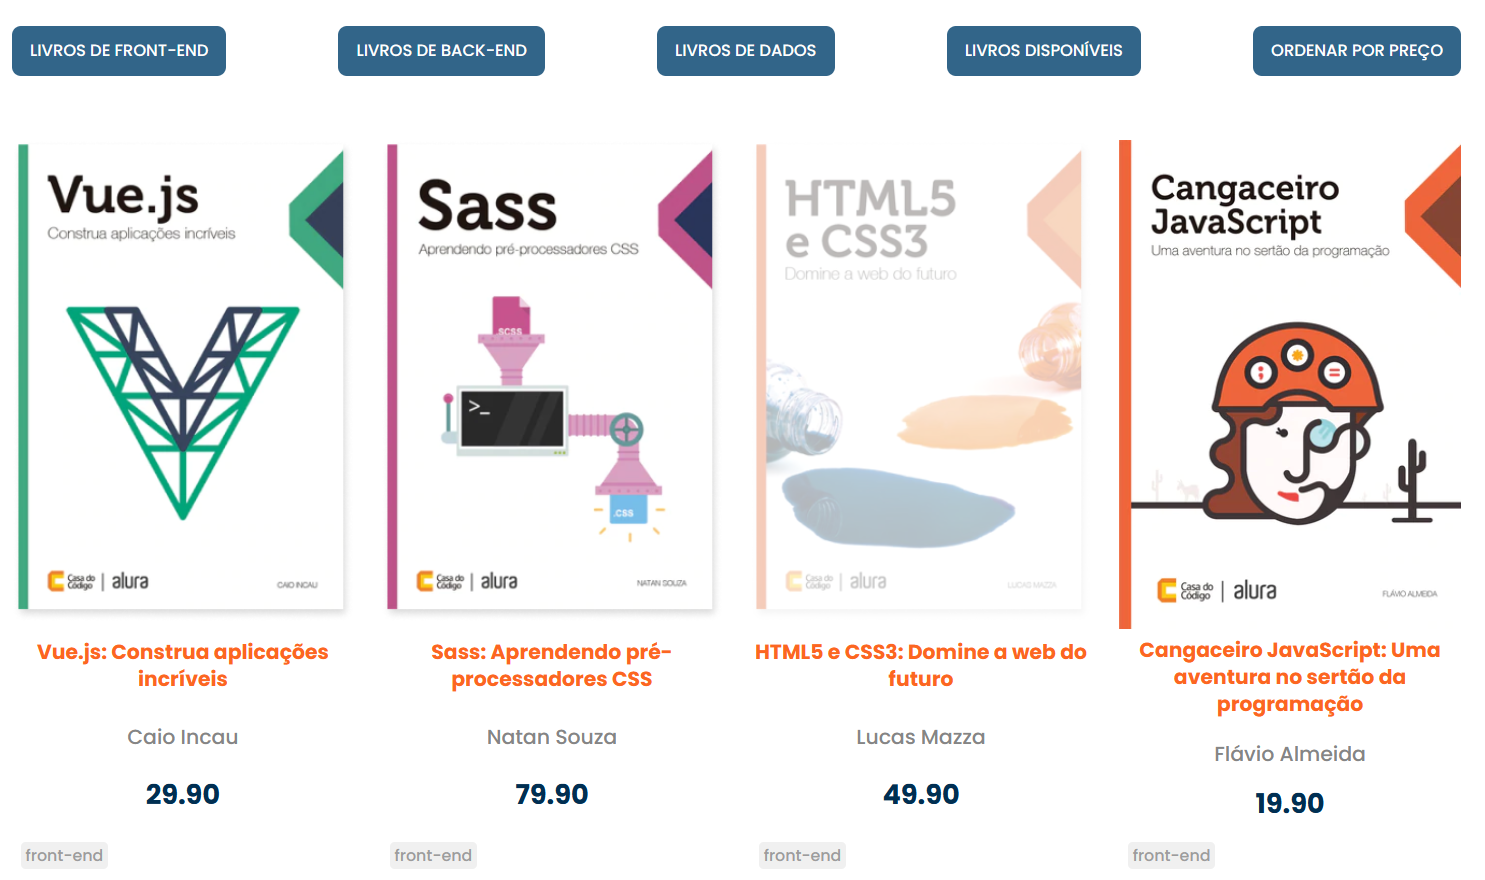 LIVROS DE FRONT-END
LIVROS DE BACK-END
LIVROS DE DADOS
LIVROS DISPONÍVEIS
ORDENAR POR PREÇO
Vue.js
Construa aplicações incríveis
Casa do
Código
alura
CAIO INCAU
Sass
Aprendendo pré-processadores CSS
SCSS
>_
.CSS
Casa do
Código
alura
NATAN SOUZA
HTML5
e CSS3
Domine a web do futuro
Casa do
Código
alura
LUCAS MAZZA
Cangaceiro
JavaScript
Uma aventura no sertão da programação
; * =
Casa do
Código
alura
FLÁVIO ALMEIDA
Vue.js: Construa aplicações
incríveis
Caio Incau
29.90
front-end
Sass: Aprendendo pré-
processadores CSS
Natan Souza
79.90
front-end
HTML5 e CSS3: Domine a web do
futuro
Lucas Mazza
49.90
front-end
Cangaceiro JavaScript: Uma
aventura no sertão da
programação
Flávio Almeida
19.90
front-end